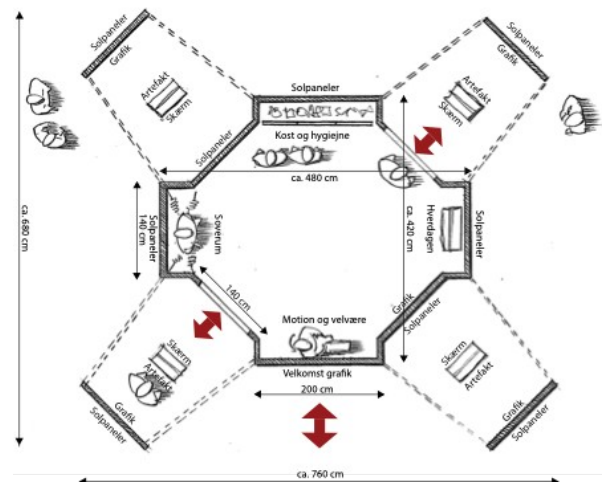 Solpaneler
Grafik
Artefakt
Skærm
Solpaneler
Solpaneler
Kost og hygiejne
ca. 480 cm
Solpaneler
Grafik
Artefakt
Skærm
ca. 680 cm
Solpaneler
140 cm
Soverum
ca. 420 cm
Hverdagen
Solpaneler
140 cm
Motion og velvære
Velkomst grafik
200 cm
Grafik
Solpaneler
Skærm
Artefakt
Grafik
Solpaneler
Skærm
Artefakt
Grafik
Solpaneler
ca. 760 cm